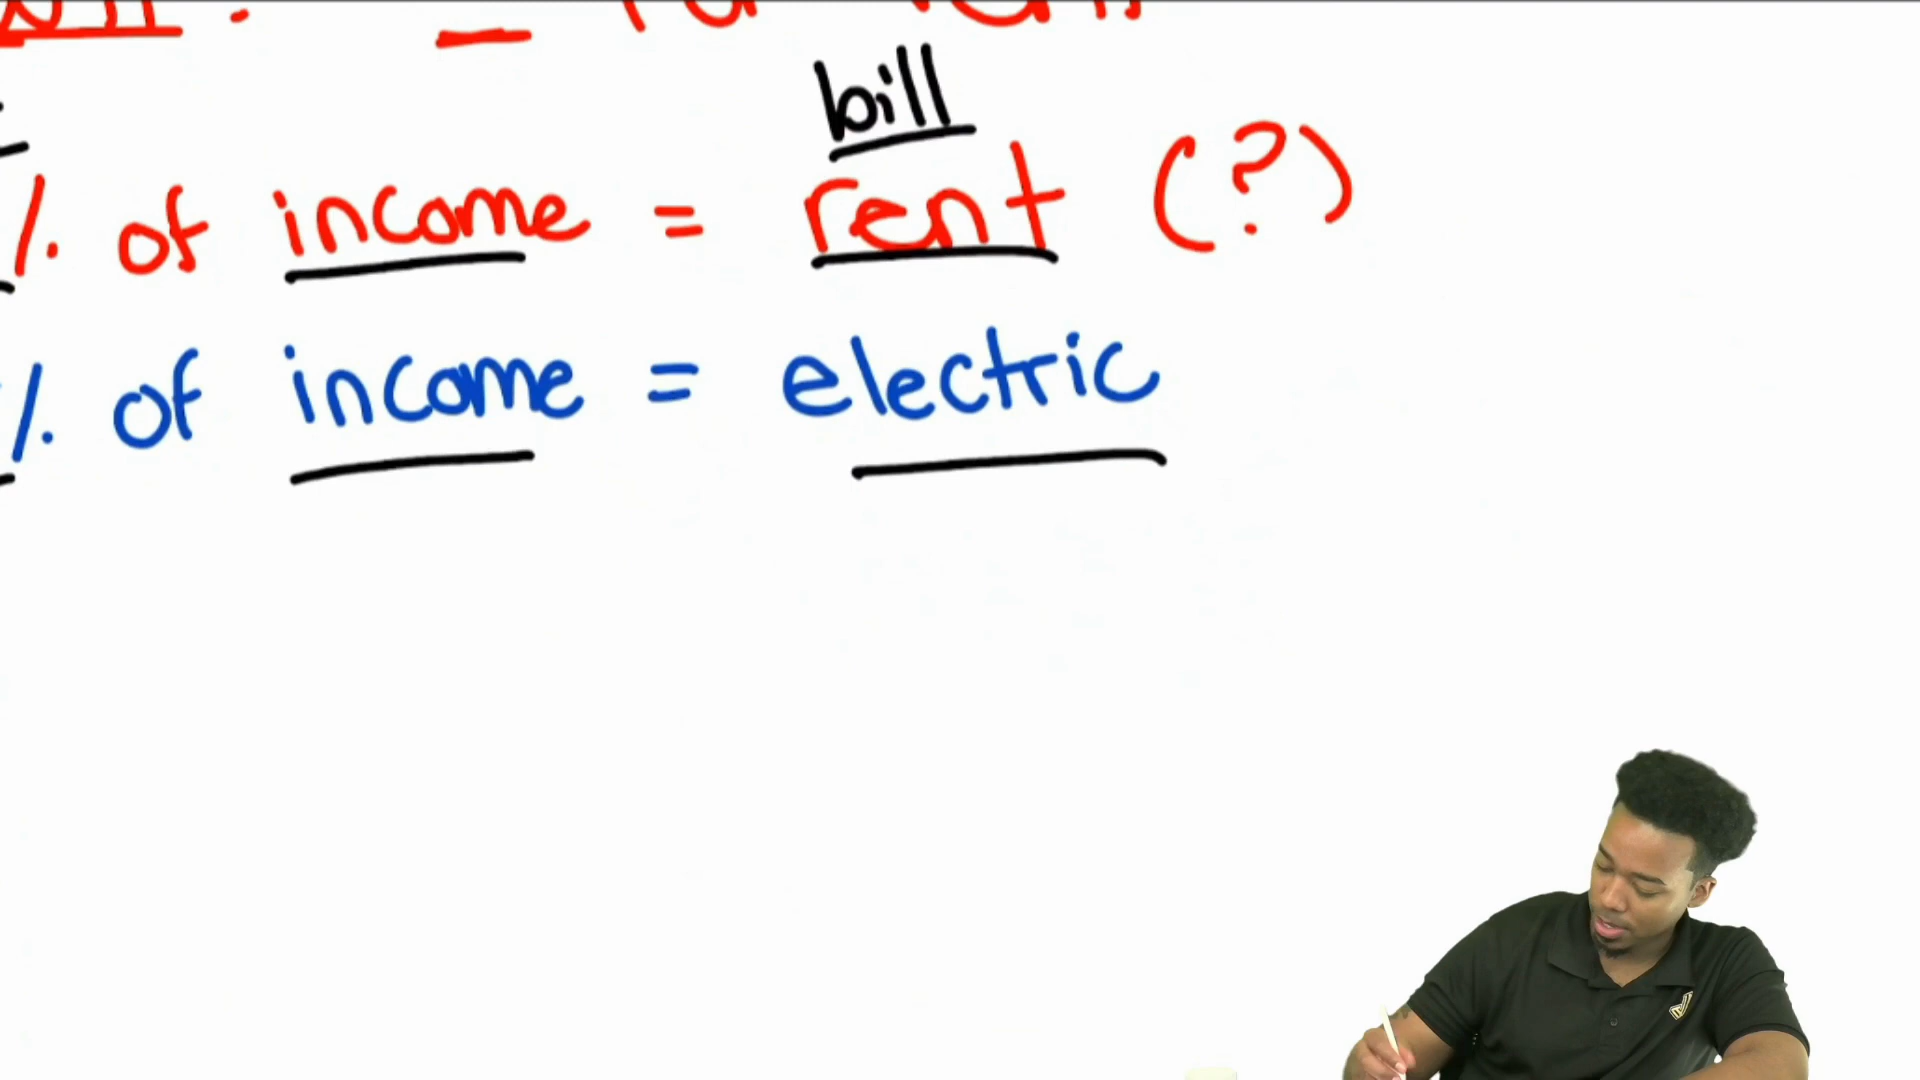 bill
% of income = rent (?)
% of income = electric